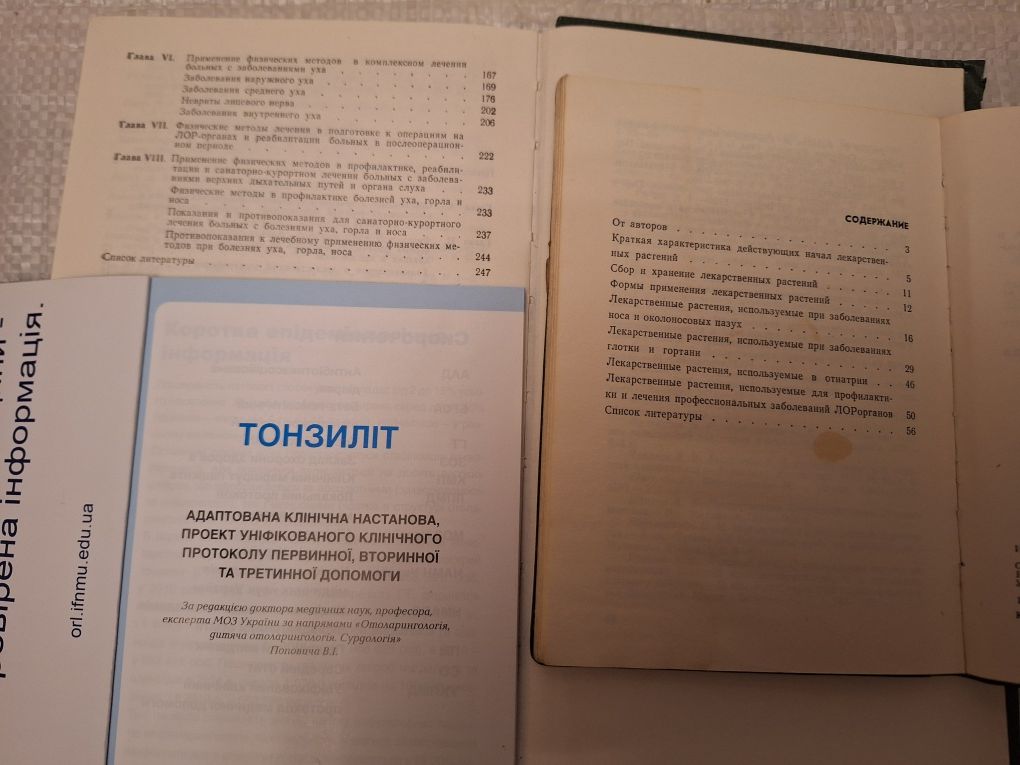 Глава VI. Применение физических методов в комплексном лечении
больных с заболеваниями уха . . . . . . . . 167
Заболевания наружного уха . . . . . . . . 169
Заболевания среднего уха . . . . . . . . 176
Невриты лицевого нерва . . . . . . . . 202
Заболевания внутреннего уха . . . . . . . . 206
Глава VII. Физические методы лечения в подготовке к операциям на
ЛОР-органах и реабилитации больных в послеоперацион-
ном периоде . . . . . . . . 222
Глава VIII. Применение физических методов в профилактике, реабили-
тации и санаторно-курортном лечении больных с заболева-
ниями верхних дыхательных путей и органа слуха . . 233
Физические методы в профилактике болезней уха, горла и
носа . . . . . . . . 233
Показания и противопоказания для санаторно-курортного
лечения больных с болезнями уха, горла и носа . . . . 237
Противопоказания к лечебному применению физических ме-
тодов при болезнях уха, горла, носа . . . . . . . . 244
Список литературы . . . . . . . . 247
СОДЕРЖАНИЕ
От авторов . . . . . . . . 3
Краткая характеристика действующих начал лекарствен-
ных растений . . . . . . . . 5
Сбор и хранение лекарственных растений . . . . . . 11
Формы применения лекарственных растений . . . . . 12
Лекарственные растения, используемые при заболеваниях
носа и околоносовых пазух . . . . . . . . 16
Лекарственные растения, используемые при заболеваниях
глотки и гортани . . . . . . . . 29
Лекарственные растения, используемые в отиатрии . . 46
Лекарственные растения, используемые для профилакти-
ки и лечения профессиональных заболеваний ЛОРорганов 50
Список литературы . . . . . . . . 56
ТОНЗИЛІТ
АДАПТОВАНА КЛІНІЧНА НАСТАНОВА,
ПРОЕКТ УНІФІКОВАНОГО КЛІНІЧНОГО
ПРОТОКОЛУ ПЕРВИННОЇ, ВТОРИННОЇ
ТА ТРЕТИННОЇ ДОПОМОГИ
За редакцією доктора медичних наук, професора,
експерта МОЗ України за напрямами «Отоларингологія,
дитяча отоларингологія. Сурдологія»
Поповича В.І.
інформація.
orl.ifnmu.edu.ua